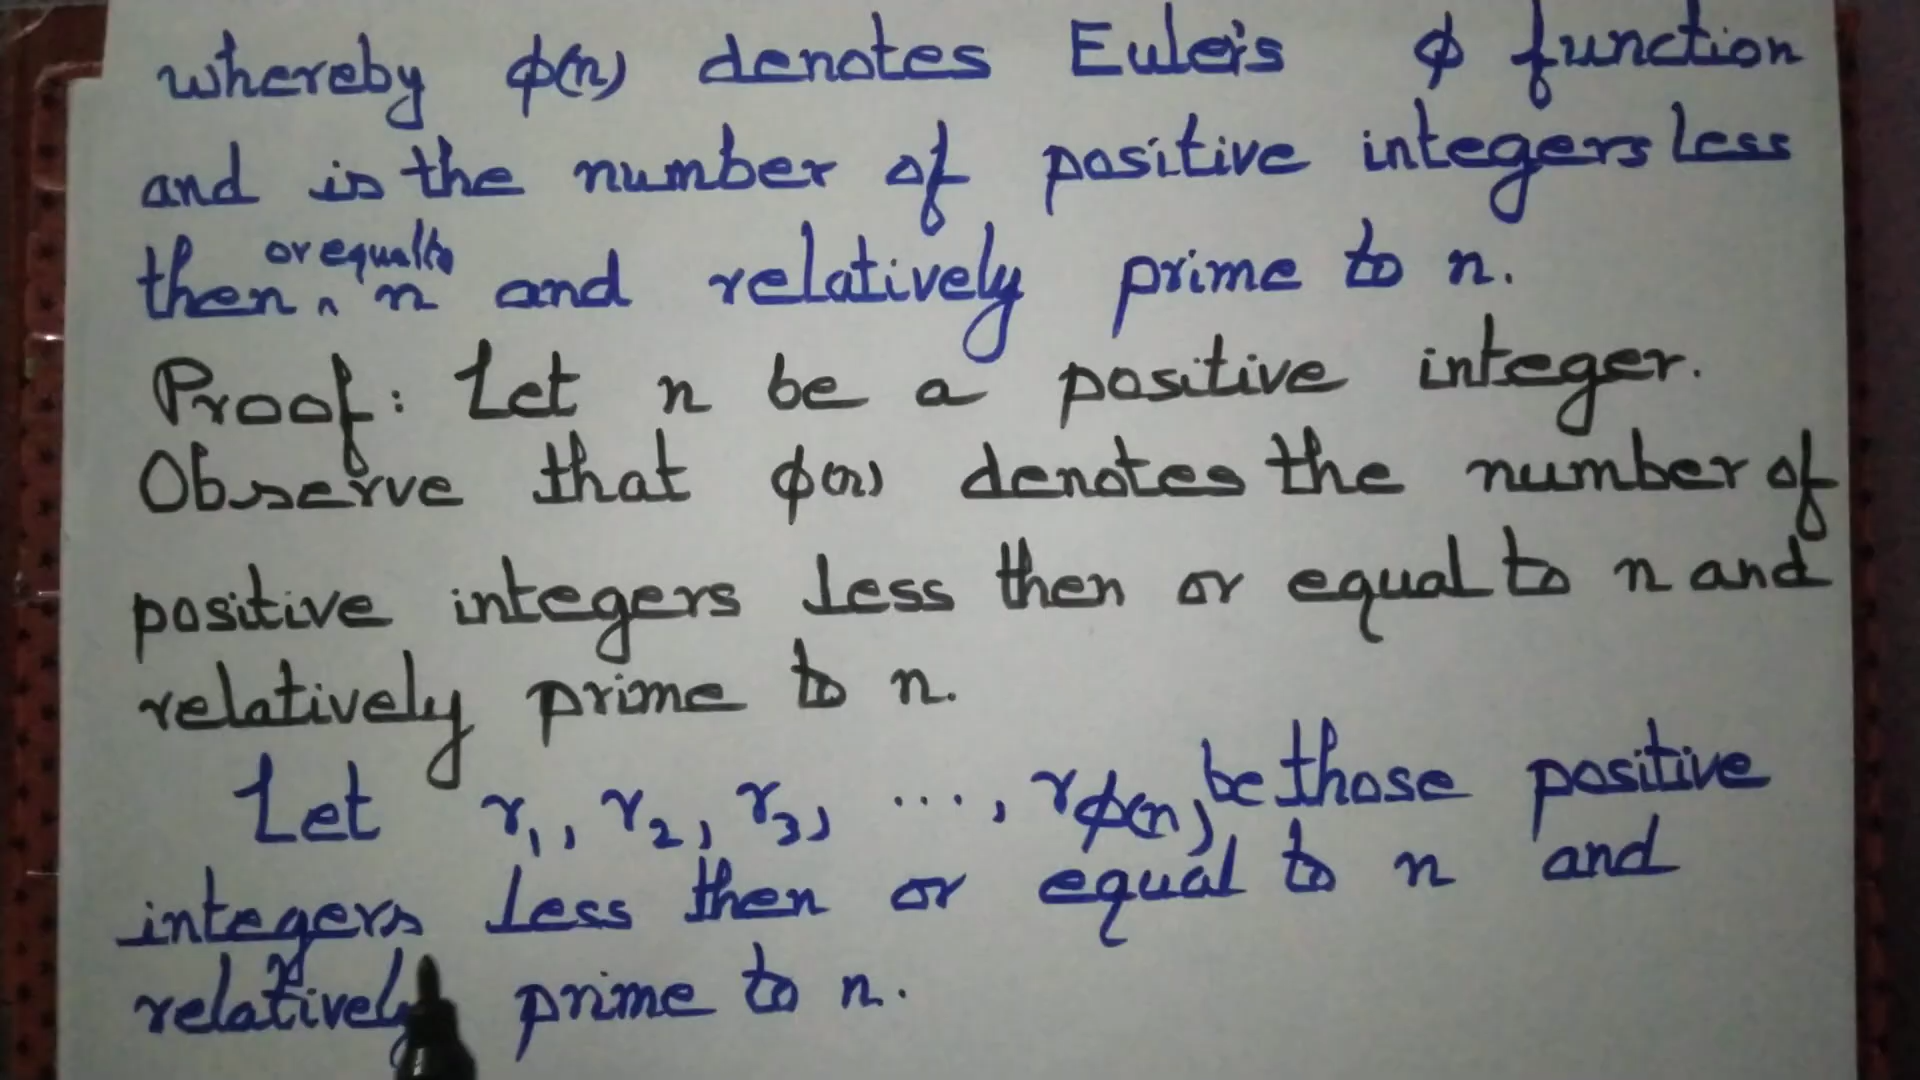 whereby ϕ(n) denotes Euler's ϕ function
and is the number of positive integers less
then ‸ or equal to n and relatively prime to n.
Proof: Let n be a positive integer.
Observe that ϕ(n) denotes the number of
positive integers less then or equal to n and
relatively prime to n.
Let r₁, r₂, r₃, ..., rϕ(n), be those positive
integers less then or equal to n and
relatively prime to n.